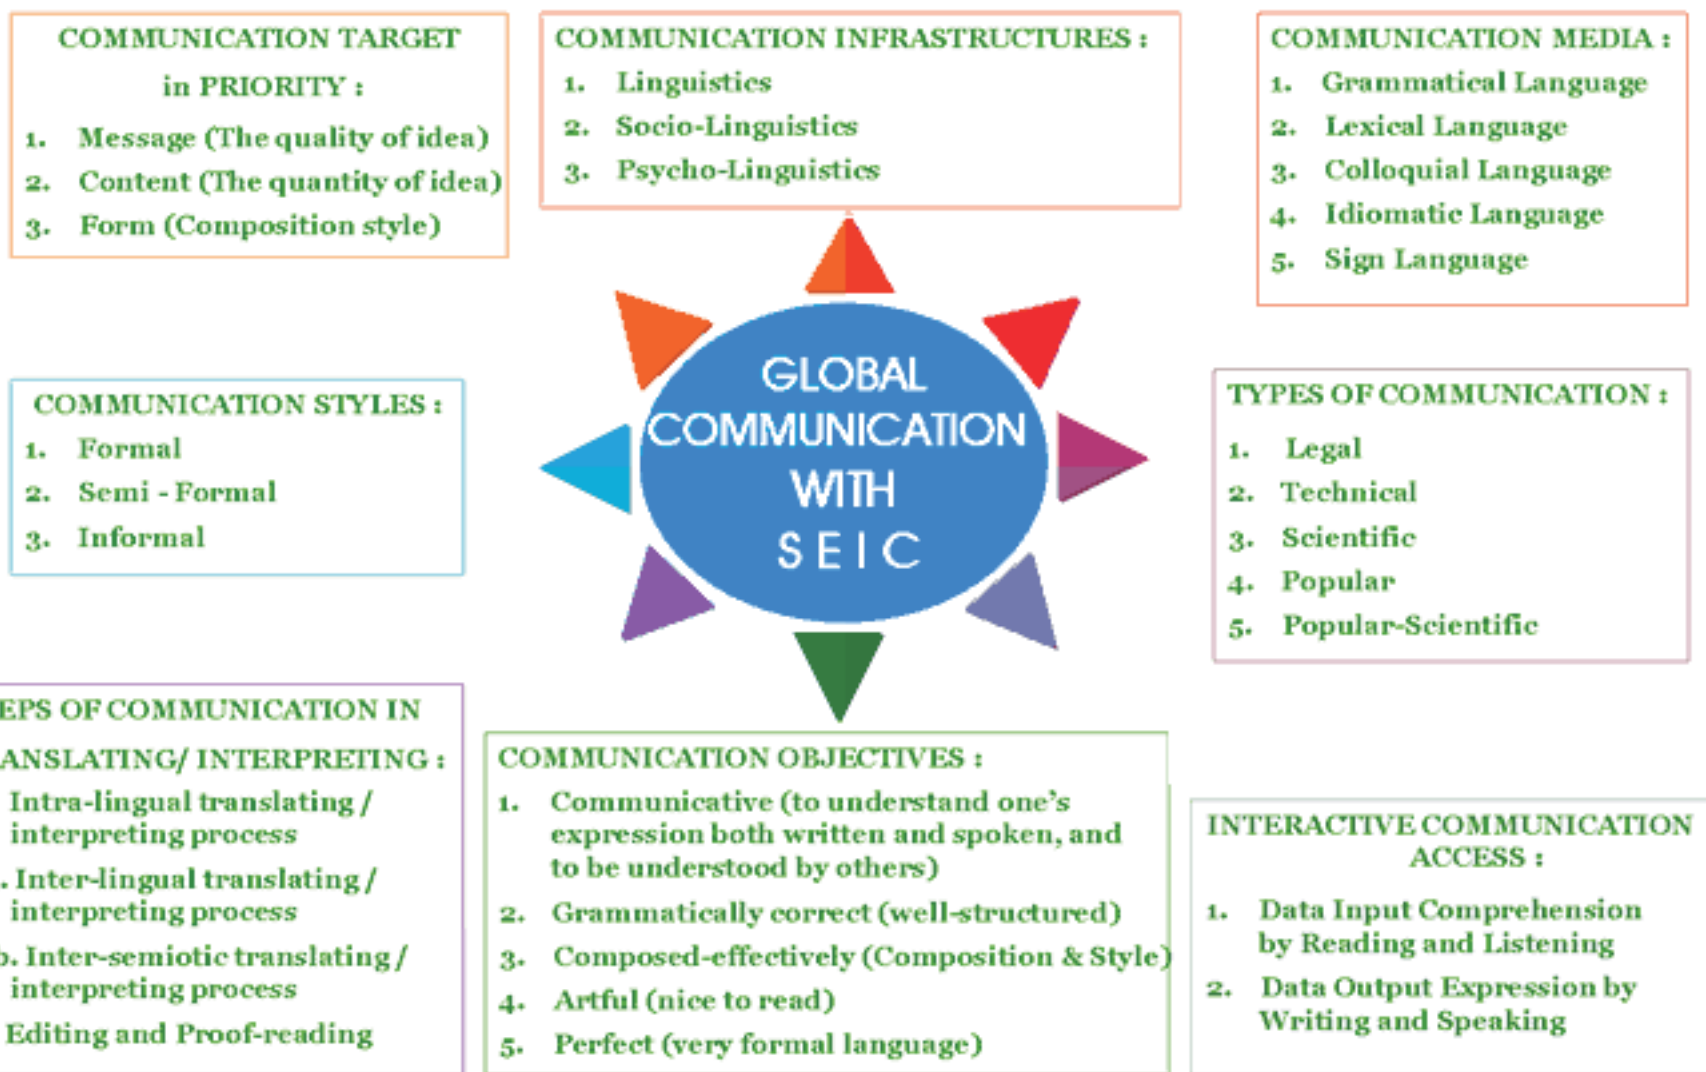 COMMUNICATION TARGET
in PRIORITY :
1. Message (The quality of idea)
2. Content (The quantity of idea)
3. Form (Composition style)
COMMUNICATION INFRASTRUCTURES :
1. Linguistics
2. Socio-Linguistics
3. Psycho-Linguistics
COMMUNICATION MEDIA :
1. Grammatical Language
2. Lexical Language
3. Colloquial Language
4. Idiomatic Language
5. Sign Language
COMMUNICATION STYLES :
1. Formal
2. Semi - Formal
3. Informal
GLOBAL
COMMUNICATION
WITH
S E I C
TYPES OF COMMUNICATION :
1. Legal
2. Technical
3. Scientific
4. Popular
5. Popular-Scientific
EPS OF COMMUNICATION IN
ANSLATING/ INTERPRETING :
Intra-lingual translating /
interpreting process
. Inter-lingual translating /
interpreting process
b. Inter-semiotic translating /
interpreting process
Editing and Proof-reading
COMMUNICATION OBJECTIVES :
1. Communicative (to understand one's
expression both written and spoken, and
to be understood by others)
2. Grammatically correct (well-structured)
3. Composed-effectively (Composition & Style)
4. Artful (nice to read)
5. Perfect (very formal language)
INTERACTIVE COMMUNICATION
ACCESS :
1. Data Input Comprehension
by Reading and Listening
2. Data Output Expression by
Writing and Speaking